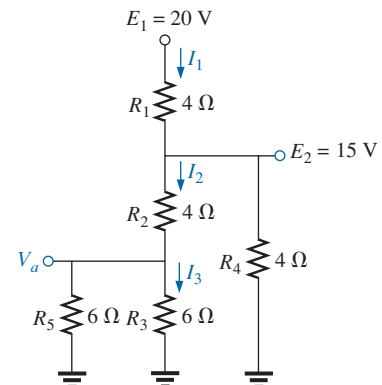 E₁ = 20 V
I₁
R₁ 4 Ω
E₂ = 15 V
I₂
R₂ 4 Ω
R₄ 4 Ω
Vₐ
I₃
R₅ 6 Ω R₃ 6 Ω